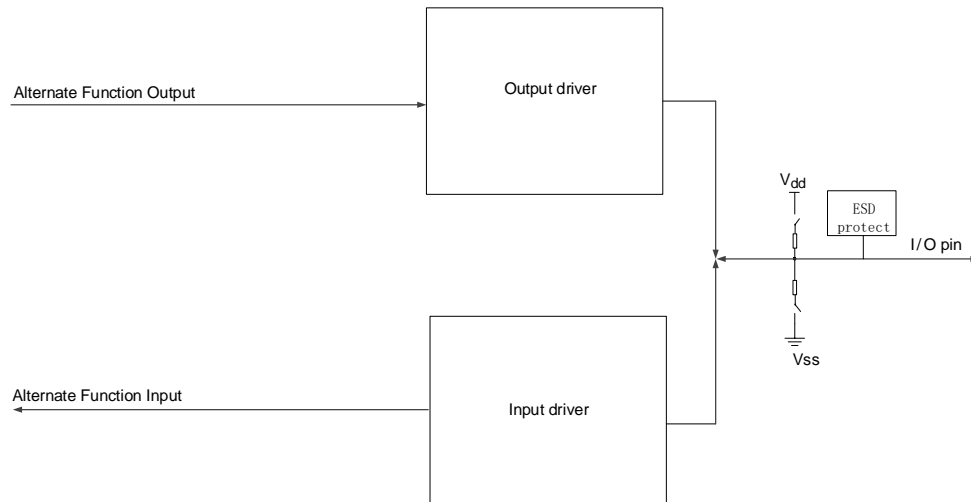 Alternate Function Output
Output driver
Vdd
ESD
protect
I/O pin
Vss
Alternate Function Input
Input driver